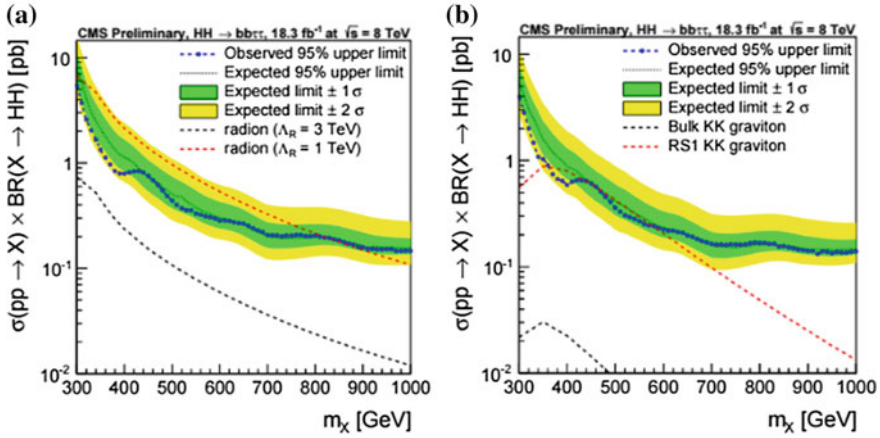 (a)
CMS Preliminary, HH → bbττ, 18.3 fb⁻¹ at √s = 8 TeV
Observed 95% upper limit
Expected 95% upper limit
Expected limit ± 1 σ
Expected limit ± 2 σ
radion (Λ_R = 3 TeV)
radion (Λ_R = 1 TeV)
σ(pp → X) × BR(X → HH) [pb]
10
1
10⁻¹
10⁻²
300 400 500 600 700 800 900 1000
m_X [GeV]
(b)
CMS Preliminary, HH → bbττ, 18.3 fb⁻¹ at √s = 8 TeV
Observed 95% upper limit
Expected 95% upper limit
Expected limit ± 1 σ
Expected limit ± 2 σ
Bulk KK graviton
RS1 KK graviton
σ(pp → X) × BR(X → HH) [pb]
10
1
10⁻¹
10⁻²
300 400 500 600 700 800 900 1000
m_X [GeV]